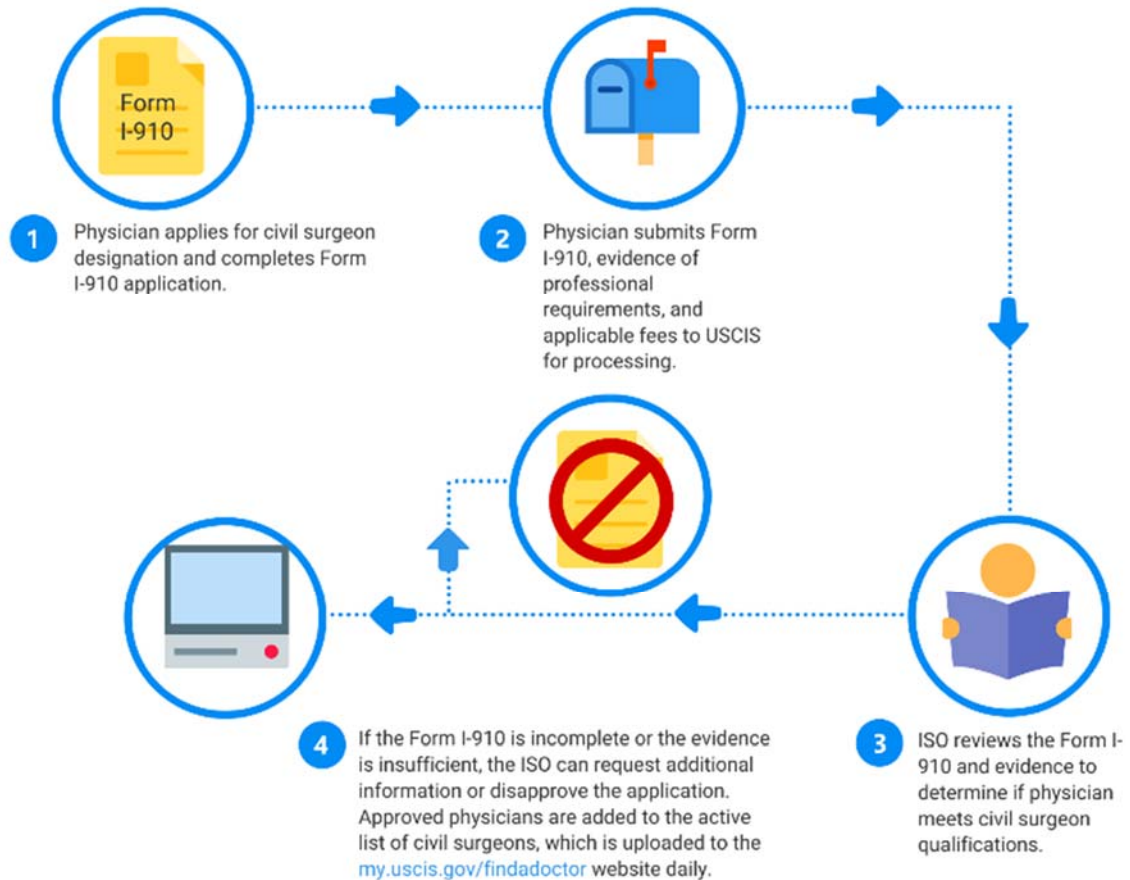 Form
I-910
1
Physician applies for civil surgeon
designation and completes Form
I-910 application.
2
Physician submits Form
I-910, evidence of
professional
requirements, and
applicable fees to USCIS
for processing.
3
ISO reviews the Form I-
910 and evidence to
determine if physician
meets civil surgeon
qualifications.
4
If the Form I-910 is incomplete or the evidence
is insufficient, the ISO can request additional
information or disapprove the application.
Approved physicians are added to the active
list of civil surgeons, which is uploaded to the
my.uscis.gov/findadoctor website daily.